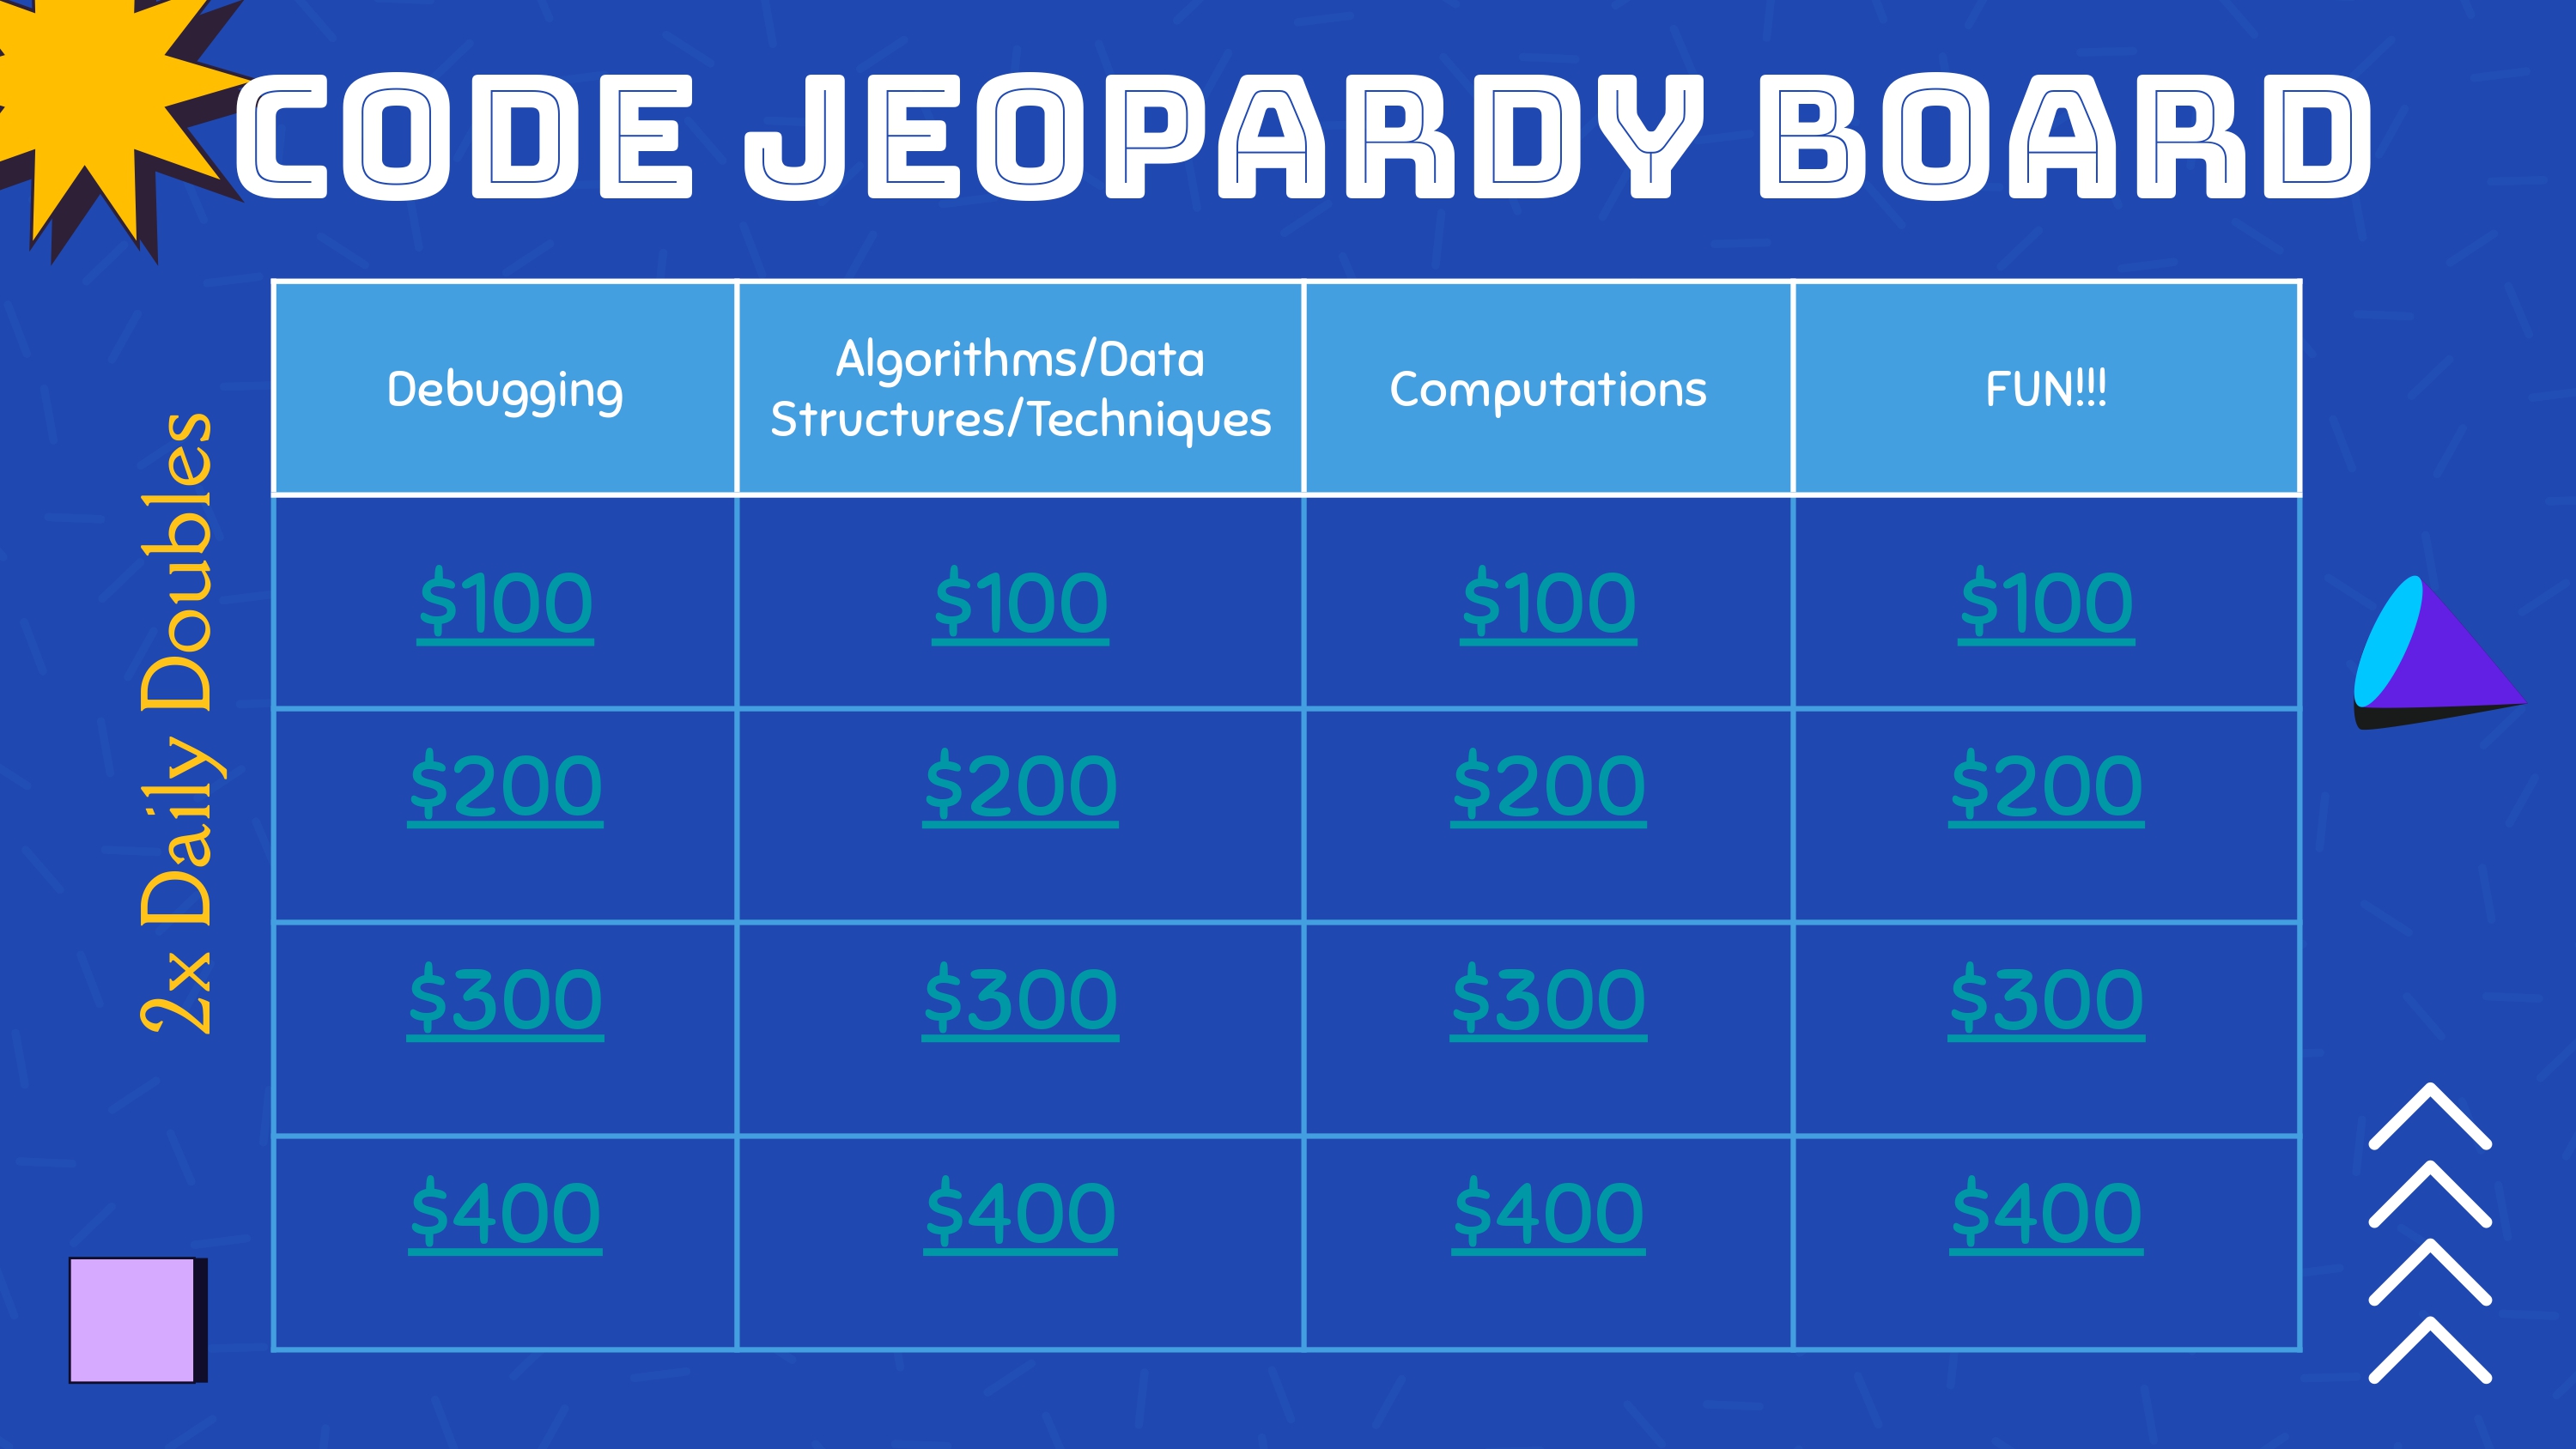 CODE JEOPARDY BOARD
2x Daily Doubles
Debugging
Algorithms/Data
Structures/Techniques
Computations
FUN!!!
$100
$100
$100
$100
$200
$200
$200
$200
$300
$300
$300
$300
$400
$400
$400
$400